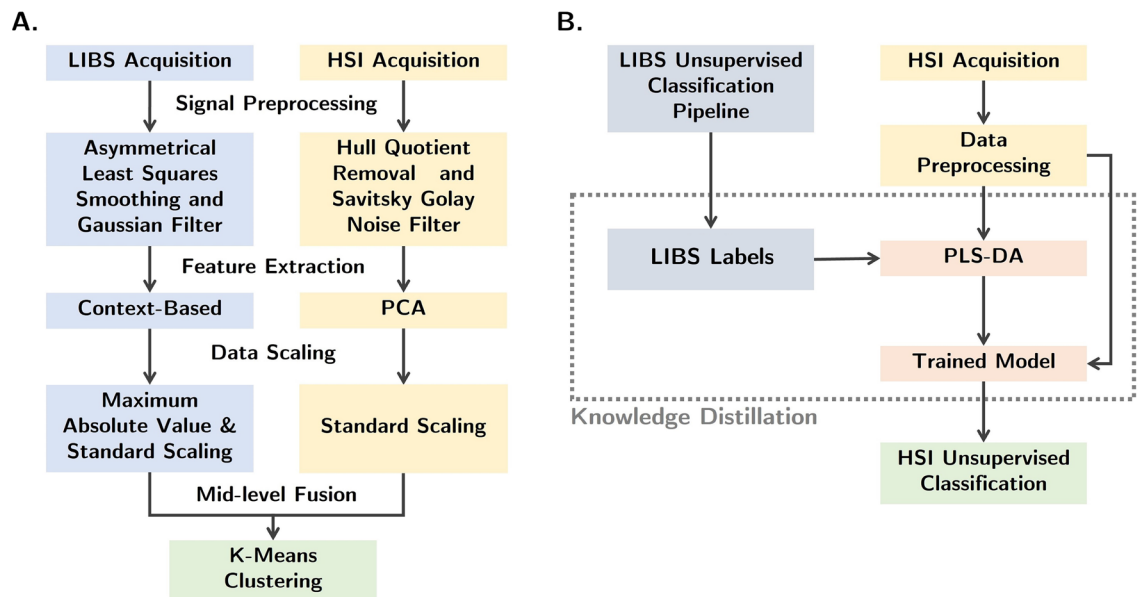 A.
LIBS Acquisition
HSI Acquisition
Signal Preprocessing
Asymmetrical
Least Squares
Smoothing and
Gaussian Filter
Hull Quotient
Removal and
Savitsky Golay
Noise Filter
Feature Extraction
Context-Based
PCA
Data Scaling
Maximum
Absolute Value &
Standard Scaling
Standard Scaling
Mid-level Fusion
K-Means
Clustering
B.
LIBS Unsupervised
Classification
Pipeline
HSI Acquisition
Data
Preprocessing
LIBS Labels
PLS-DA
Trained Model
Knowledge Distillation
HSI Unsupervised
Classification